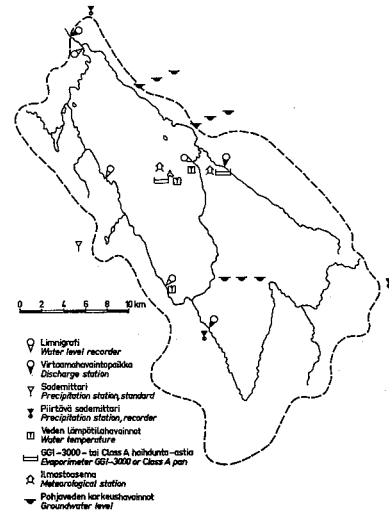 0 2 4 6 8 10 km
Limnigrafi
Water level recorder
Virtaamahavaintopaikka
Discharge station
Sademittari
Precipitation station, standard
Piirtävä sademittari
Precipitation station, recorder
T Veden lämpötilahavainnot
Water temperature
GGI-3000- tai Class A haihdunta-astia
Evaporimeter GGI-3000 or Class A pan
Ilmastoasema
Meteorological station
Pohjaveden korkeushavainnot
Groundwater level